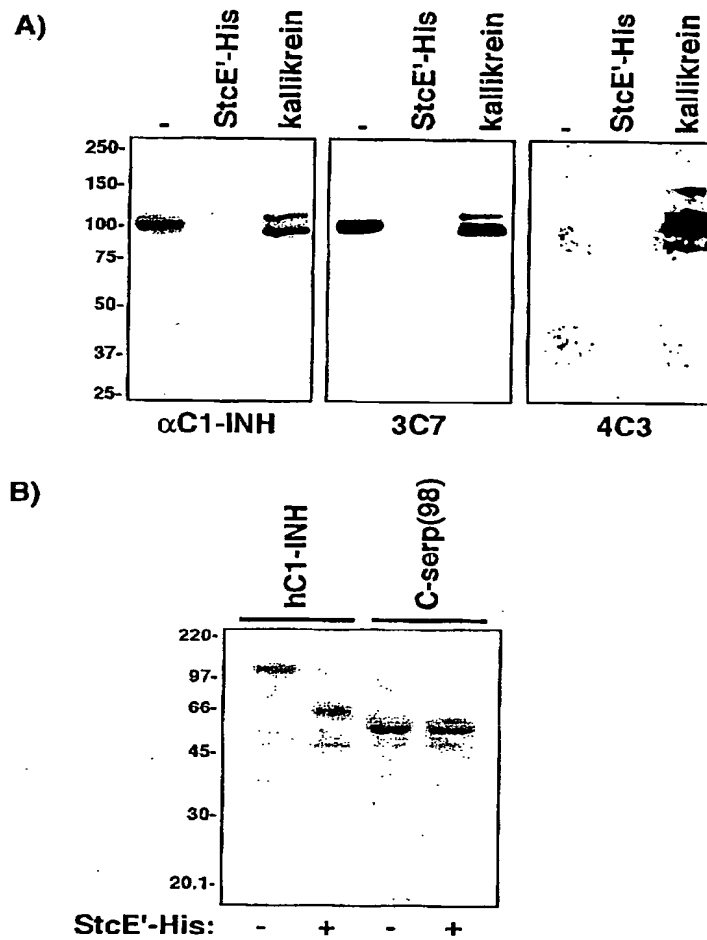 A)
- StcE'-His kallikrein - StcE'-His kallikrein - StcE'-His kallikrein
250-
150-
100-
75-
50-
37-
25-
αC1-INH 3C7 4C3
B)
hC1-INH C-serp(98)
220-
97-
66-
45-
30-
20.1-
StcE'-His: - + - +